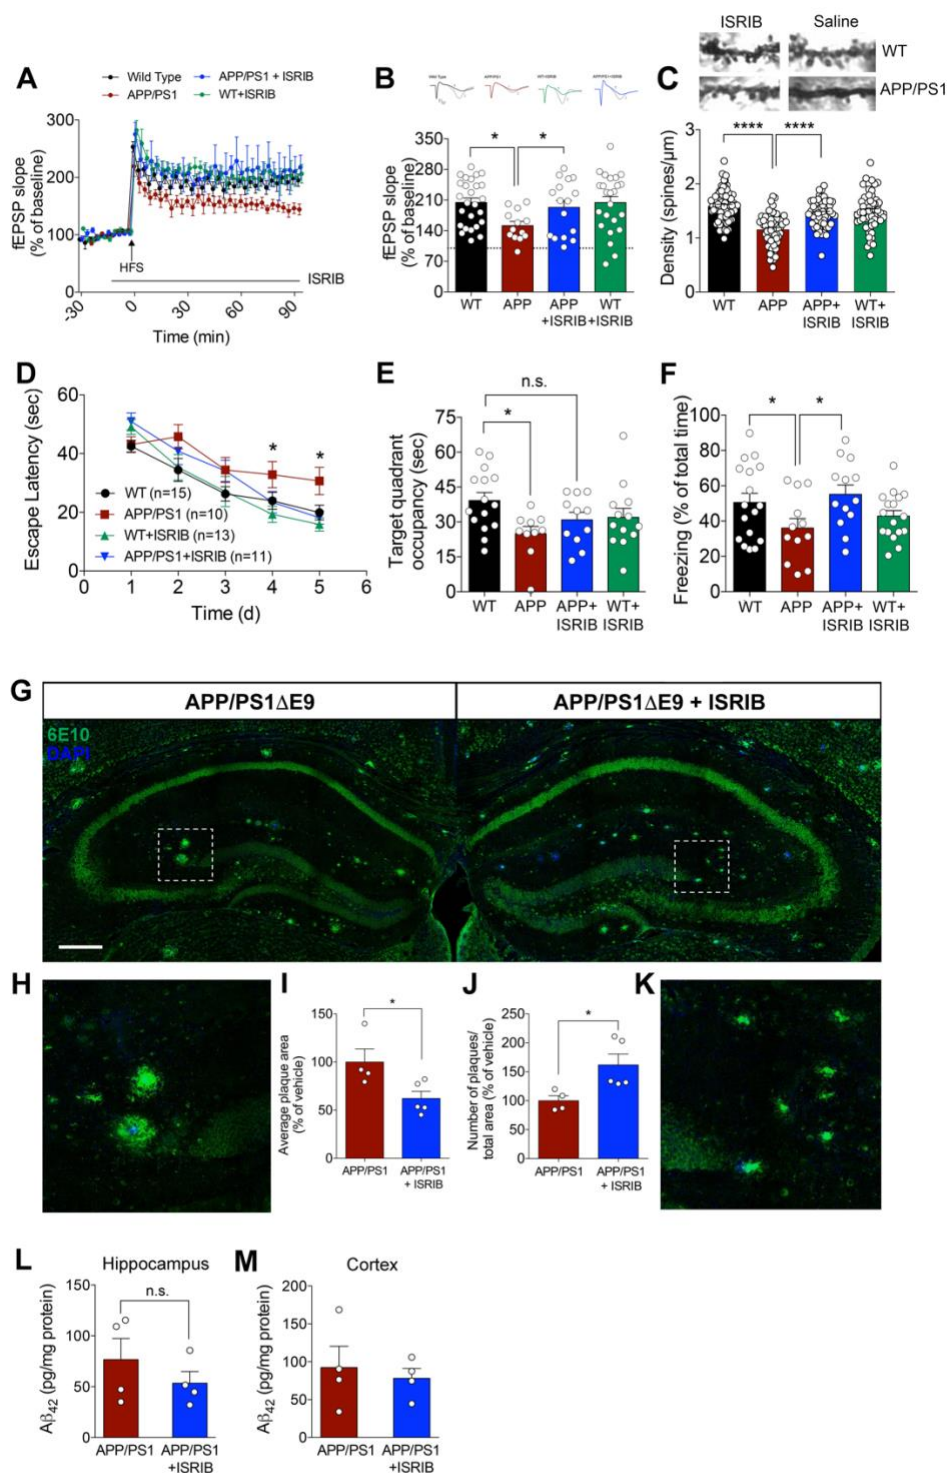 A
Wild Type
APP/PS1 + ISRIB
APP/PS1
WT+ISRIB
fEPSP slope
(% of baseline)
300
200
100
0
HFS
ISRIB
-30
0
30
60
90
Time (min)
B
Wild Type
APP/PS1
WT+ISRIB
APP/PS1+ISRIB
fEPSP slope
(% of baseline)
350
280
210
140
70
0
*
*
WT
APP
APP
+ISRIB
WT
+ISRIB
C
ISRIB
Saline
WT
APP/PS1
Density (spines/μm)
2
1
0
****
****
WT
APP
APP+
ISRIB
WT+
ISRIB
D
Escape Latency (sec)
60
40
20
0
*
*
WT (n=15)
APP/PS1 (n=10)
WT+ISRIB (n=13)
APP/PS1+ISRIB (n=11)
0 1 2 3 4 5 6
Time (d)
E
Target quadrant
occupancy (sec)
75
60
45
30
15
0
n.s.
*
WT
APP
APP+
ISRIB
WT+
ISRIB
F
Freezing (% of total time)
100
80
60
40
20
0
*
*
WT
APP
APP+
ISRIB
WT+
ISRIB
G
APP/PS1ΔE9
APP/PS1ΔE9 + ISRIB
6E10
DAPI
H
I
Average plaque area
(% of vehicle)
150
100
50
0
*
APP/PS1
APP/PS1
+ ISRIB
J
Number of plaques/
total area (% of vehicle)
250
200
150
100
50
0
*
APP/PS1
APP/PS1
+ ISRIB
K
L
Hippocampus
Aβ42 (pg/mg protein)
150
100
50
0
n.s.
APP/PS1
APP/PS1
+ISRIB
M
Cortex
Aβ42 (pg/mg protein)
200
150
100
50
0
APP/PS1
APP/PS1
+ISRIB